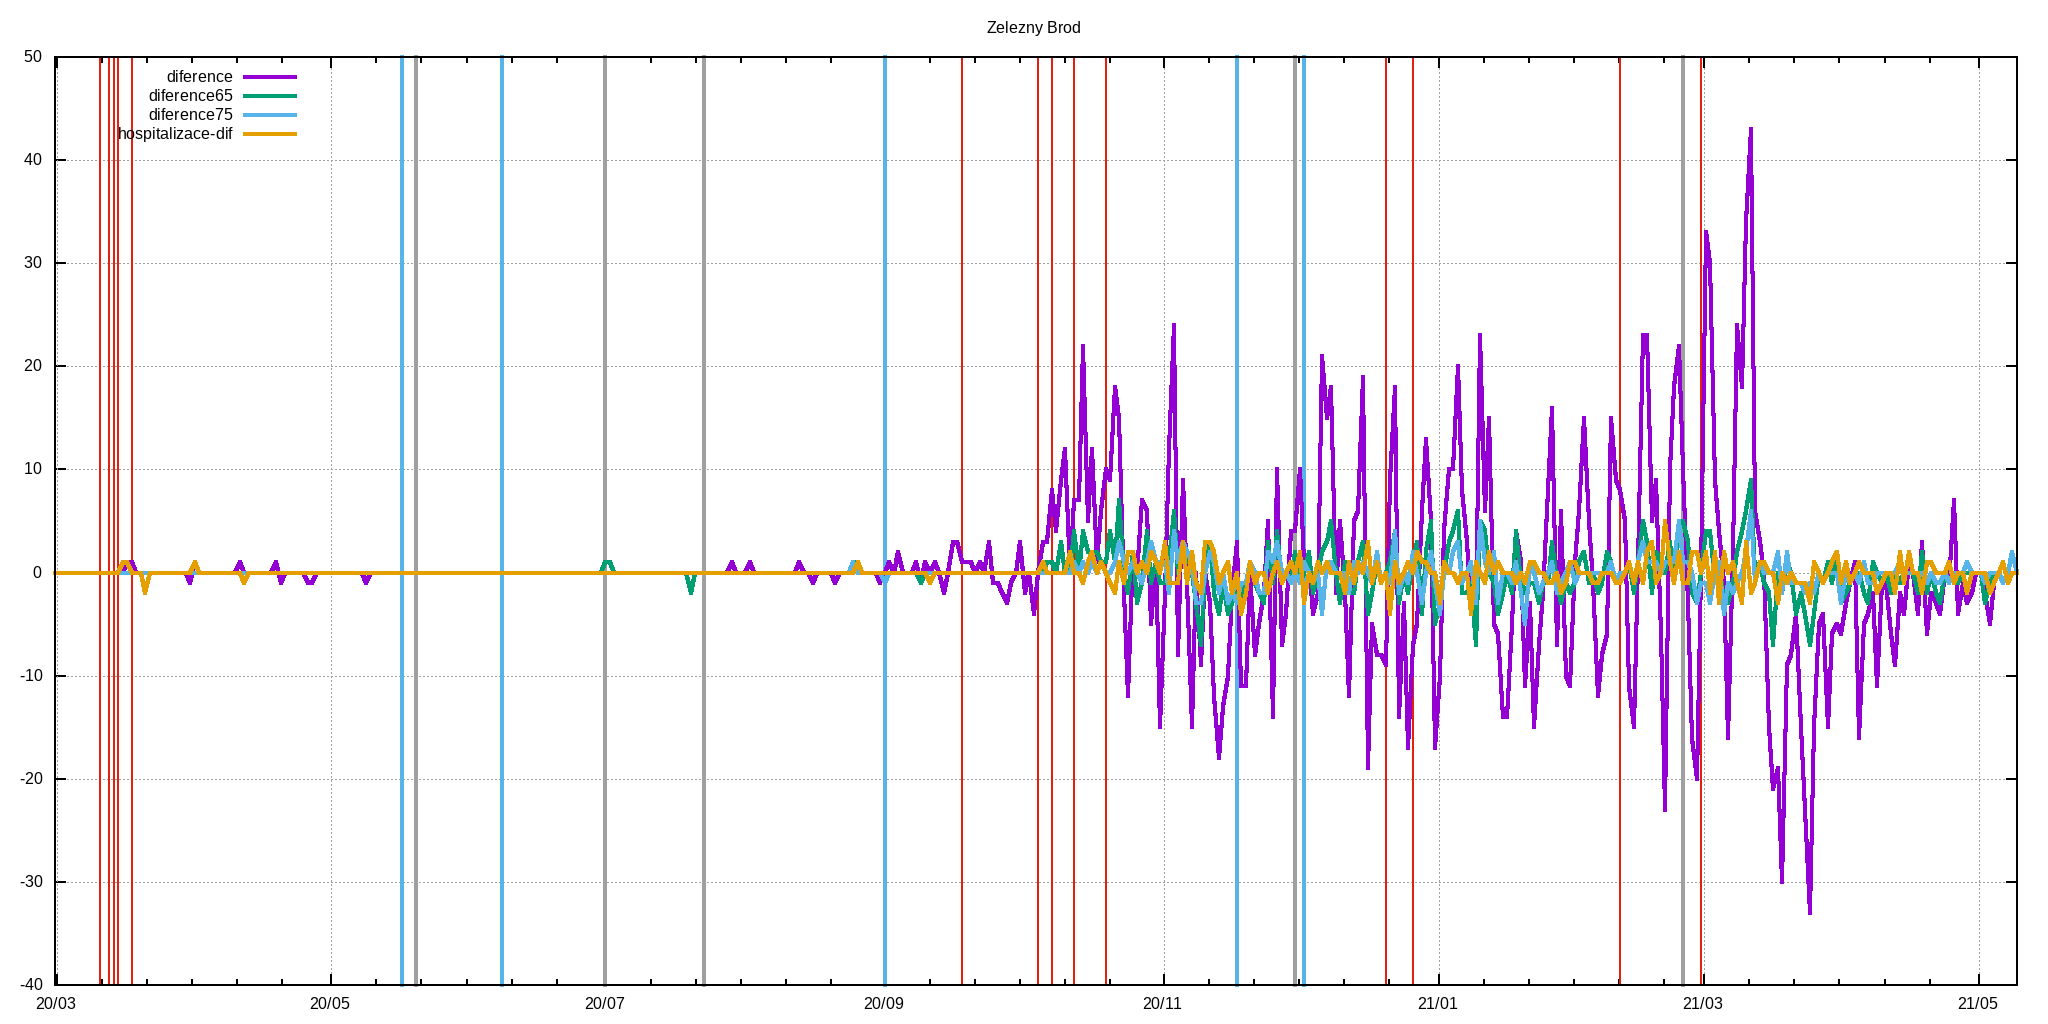 Zelezny Brod
50
diference
diference65
diference75
hospitalizace-dif
40
30
20
10
0
-10
-20
-30
-40
20/03 20/05 20/07 20/09 20/11 21/01 21/03 21/05